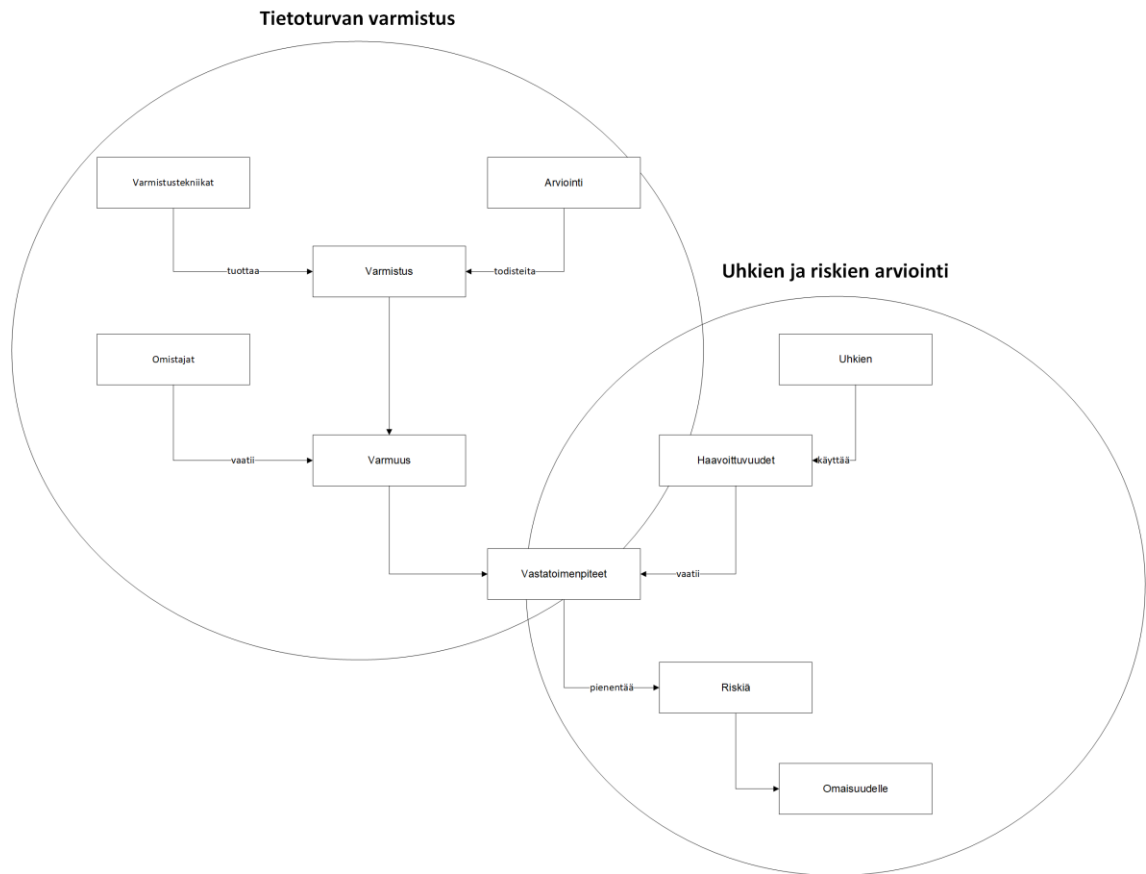 Tietoturvan varmistus
Varmistustekniikat
Arviointi
tuottaa
Varmistus
todisteita
Uhkien ja riskien arviointi
Omistajat
Uhkien
vaatii
Varmuus
Haavoittuvuudet
käyttää
Vastatoimenpiteet
vaatii
pienentää
Riskiä
Omaisuudelle